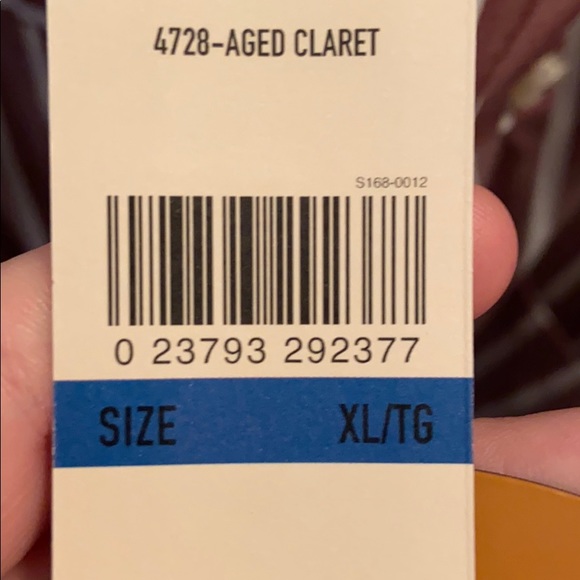 4728-AGED CLARET
S168-0012
0 23793 292377
SIZE XL/TG